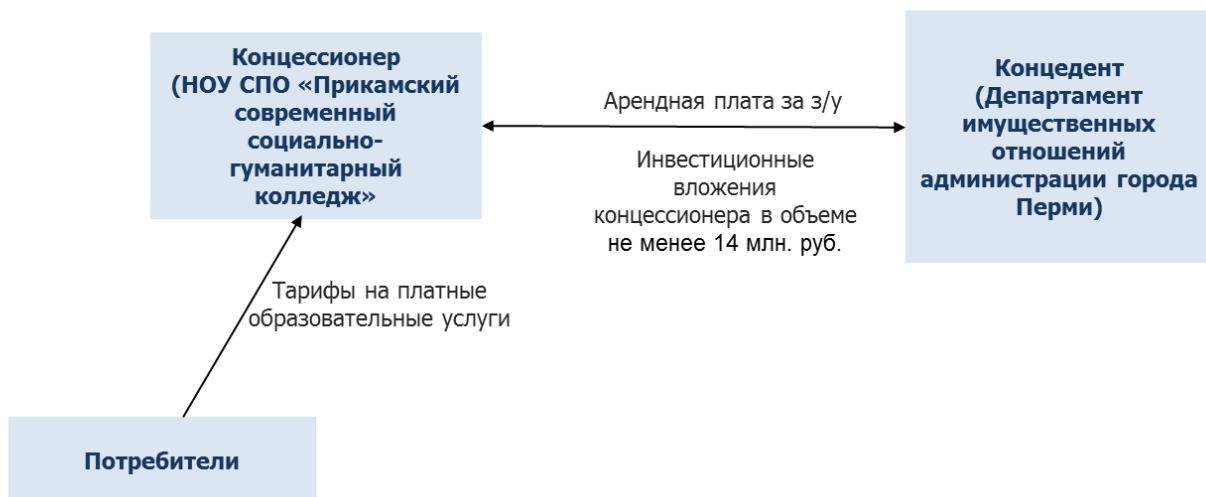 Концессионер
(НОУ СПО «Прикамский
современный
социально-
гуманитарный
колледж»
Арендная плата за з/у
Инвестиционные
вложения
концессионера в объеме
не менее 14 млн. руб.
Концедент
(Департамент
имущественных
отношений
администрации города
Перми)
Тарифы на платные
образовательные услуги
Потребители